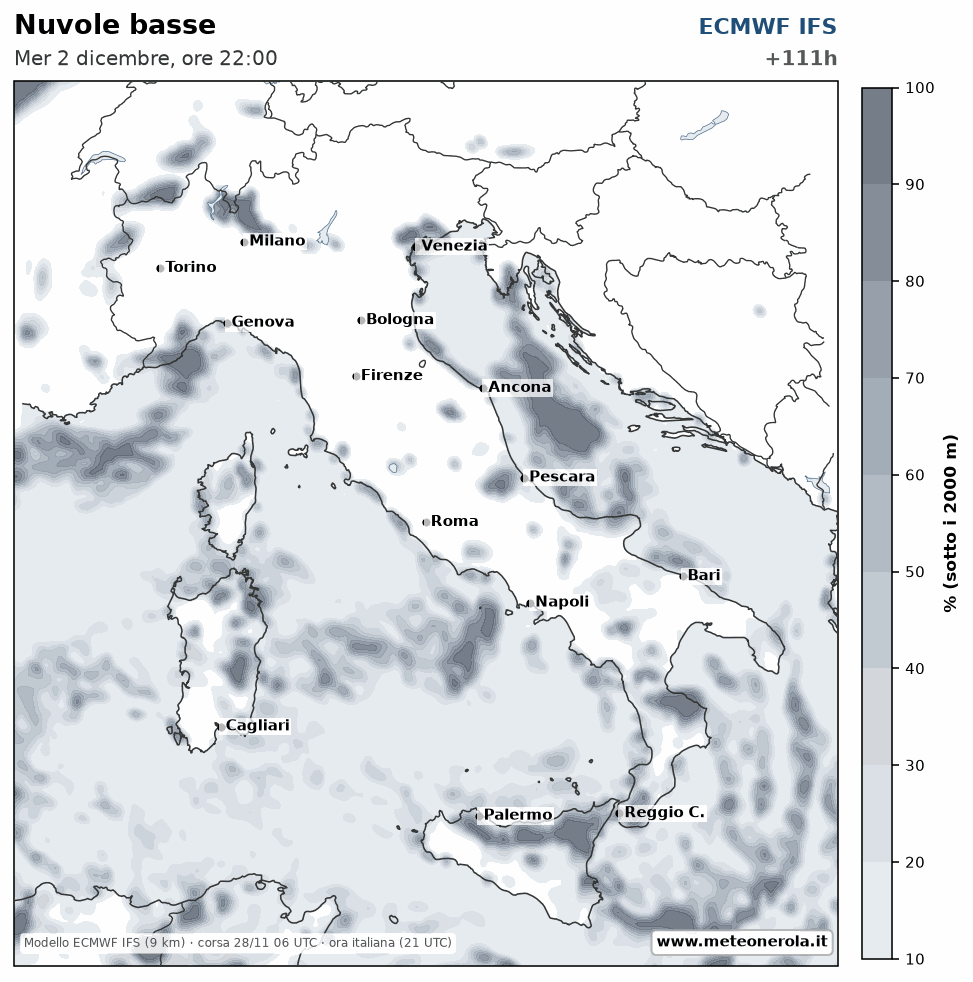 Nuvole basse
ECMWF IFS
Mer 2 dicembre, ore 22:00
+111h
Milano
Venezia
Torino
Genova
Bologna
Firenze
Ancona
Pescara
Roma
Bari
Napoli
Cagliari
Palermo
Reggio C.
100
90
80
70
60
50
40
30
20
10
% (sotto i 2000 m)
Modello ECMWF IFS (9 km) · corsa 28/11 06 UTC · ora italiana (21 UTC)
www.meteonerola.it